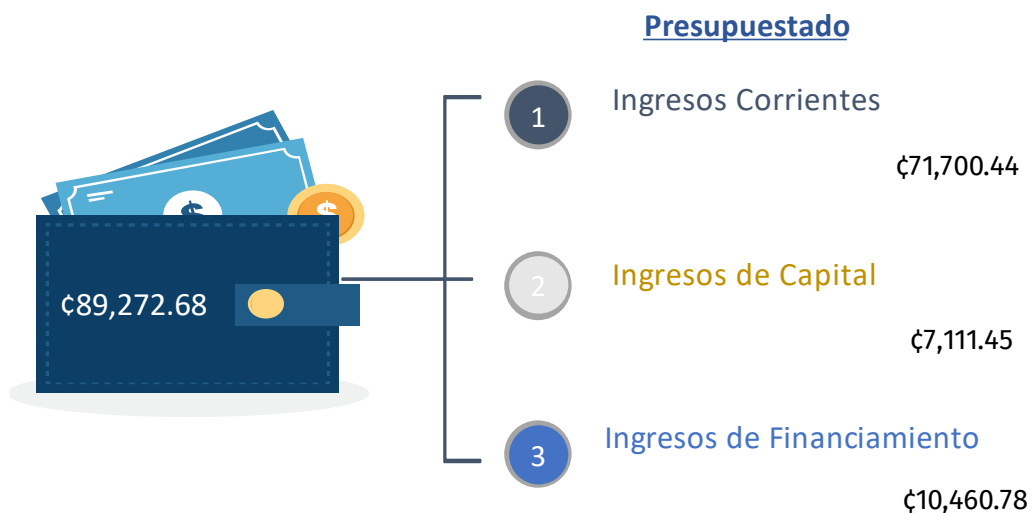 Presupuestado
1
Ingresos Corrientes
₡71,700.44
$
$
¢89,272.68
2
Ingresos de Capital
₡7,111.45
3
Ingresos de Financiamiento
₡10,460.78